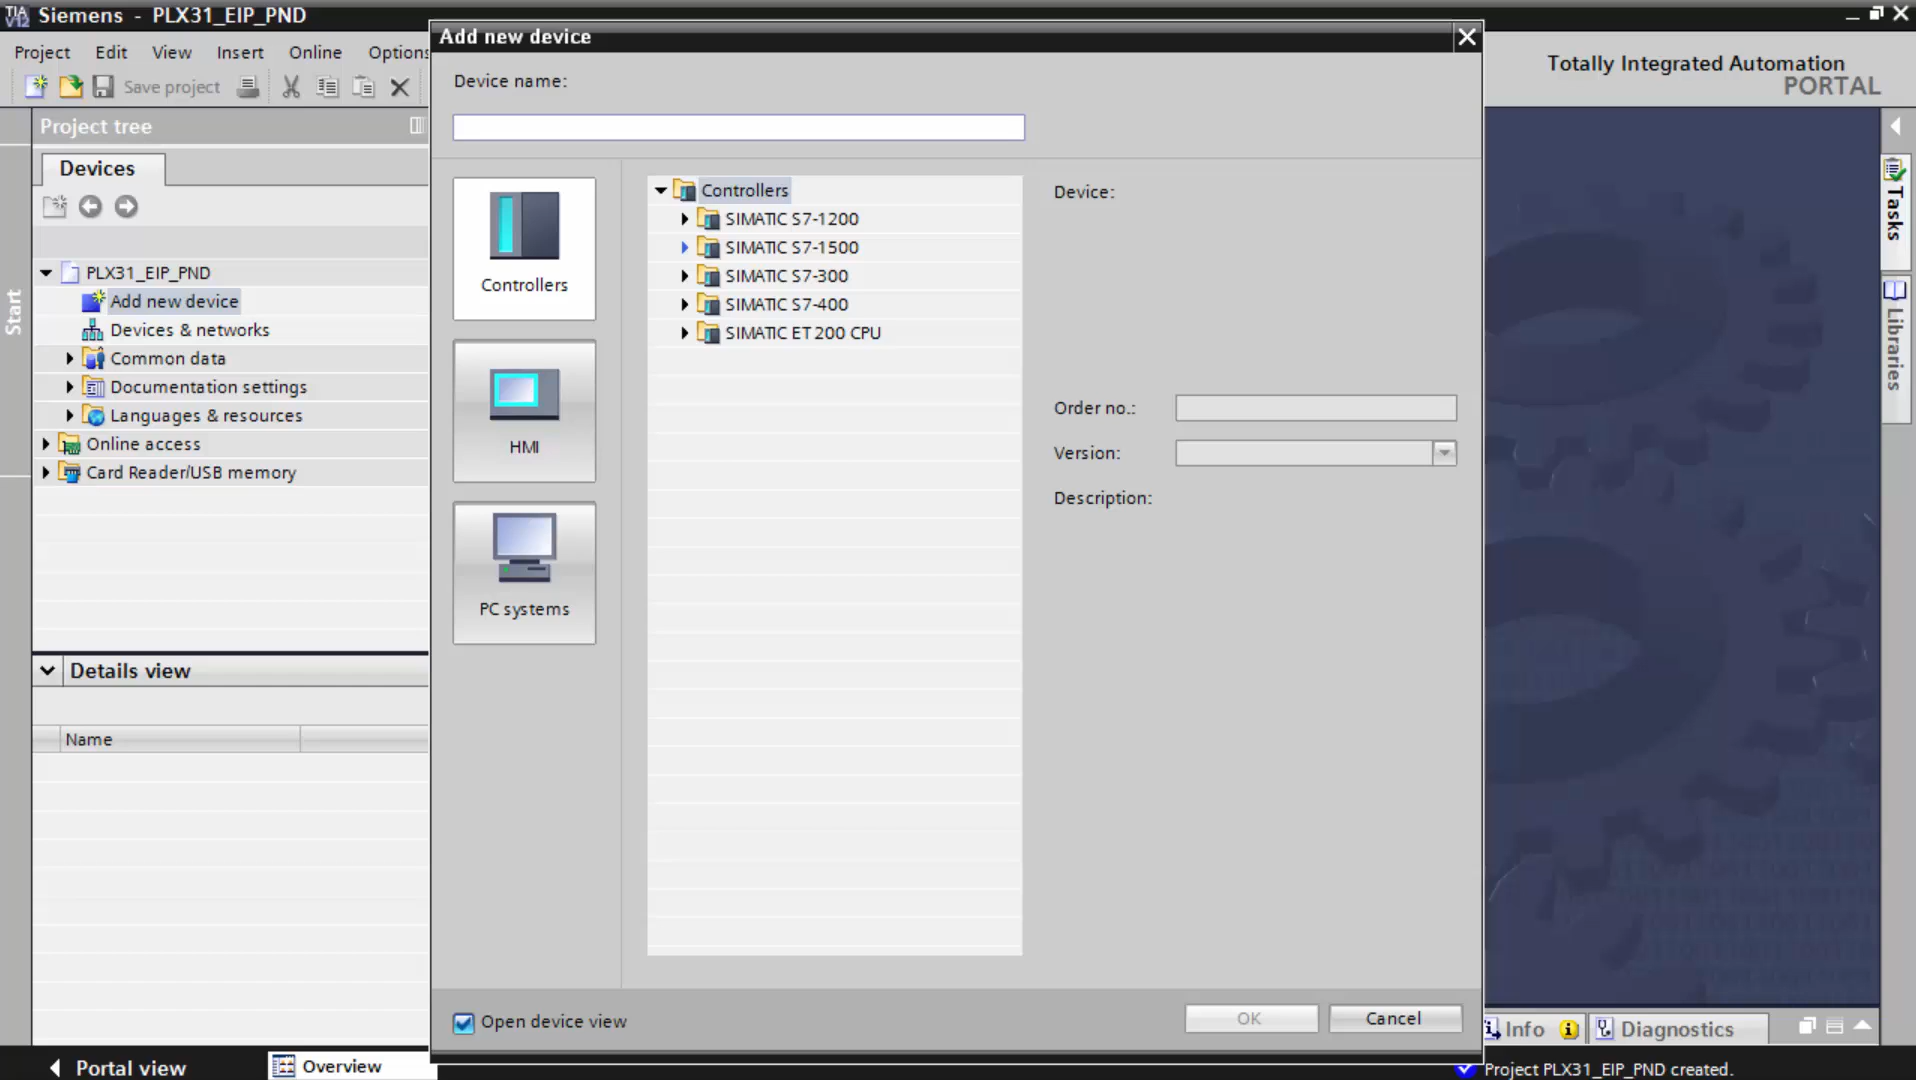 TIA V12 Siemens - PLX31_EIP_PND
Project Edit View Insert Online Options
Save project
Totally Integrated Automation
PORTAL
Project tree
Devices
PLX31_EIP_PND
Add new device
Devices & networks
Common data
Documentation settings
Languages & resources
Online access
Card Reader/USB memory
Start
Details view
Name
Add new device
Device name:
Controllers
HMI
PC systems
Controllers
SIMATIC S7-1200
SIMATIC S7-1500
SIMATIC S7-300
SIMATIC S7-400
SIMATIC ET 200 CPU
Device:
Order no.:
Version:
Description:
Open device view
OK Cancel
Tasks
Libraries
Info Diagnostics
Portal view Overview
Project PLX31_EIP_PND created.